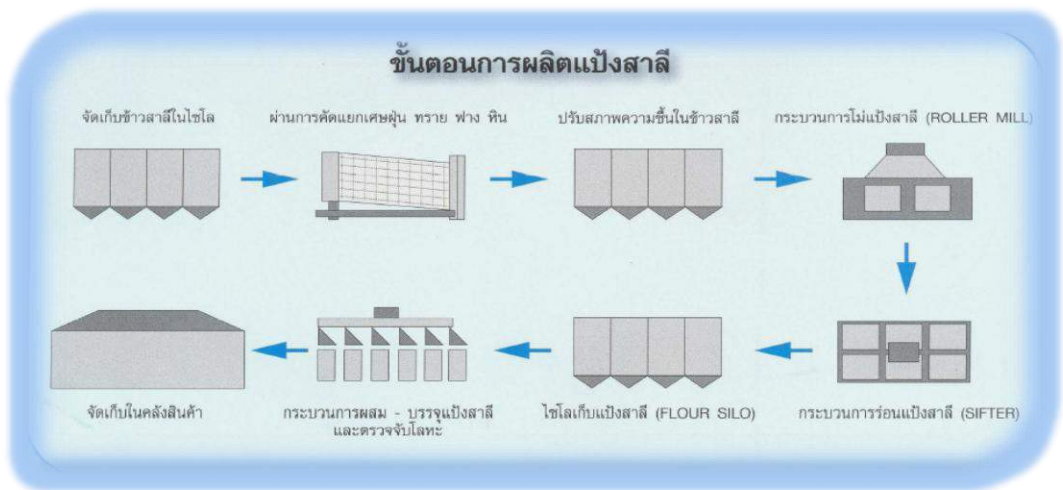 ขั้นตอนการผลิตแป้งสาลี
จัดเก็บข้าวสาลีในไซโล
ผ่านการคัดแยกเศษฝุ่น ทราย ฟาง หิน
ปรับสภาพความชื้นในข้าวสาลี
กระบวนการโม่แป้งสาลี (ROLLER MILL)
จัดเก็บในคลังสินค้า
กระบวนการผสม - บรรจุแป้งสาลี
และตรวจจับโลหะ
ไซโลเก็บแป้งสาลี (FLOUR SILO)
กระบวนการร่อนแป้งสาลี (SIFTER)